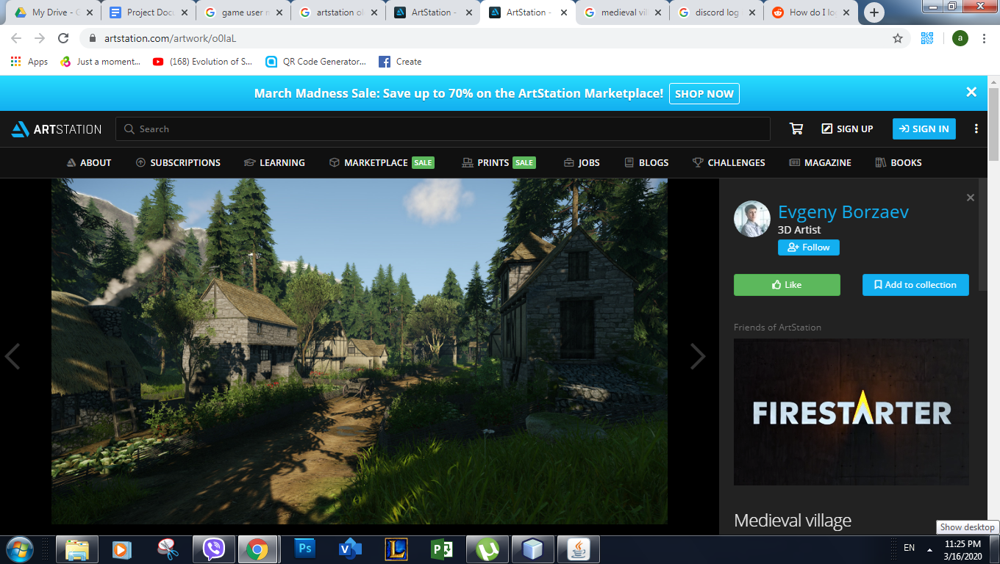 My Drive - G
Project Docu
game user m
artstation ol
ArtStation -
ArtStation -
medieval vil
discord log
How do I lo
artstation.com/artwork/o0laL
a
Apps
Just a moment...
(168) Evolution of S...
QR Code Generator...
Create
March Madness Sale: Save up to 70% on the ArtStation Marketplace!
SHOP NOW
ARTSTATION
Search
SIGN UP
SIGN IN
ABOUT
SUBSCRIPTIONS
LEARNING
MARKETPLACE SALE
PRINTS SALE
JOBS
BLOGS
CHALLENGES
MAGAZINE
BOOKS
Evgeny Borzaev
3D Artist
Follow
Like
Add to collection
Friends of ArtStation
FIRESTARTER
Medieval village
Show desktop
Ps
V
L
P
EN
11:25 PM
3/16/2020